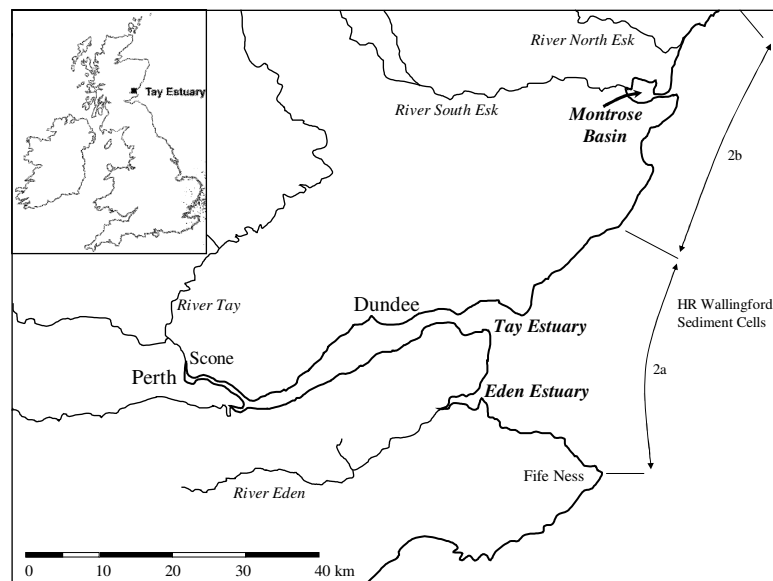 River North Esk
Tay Estuary
River South Esk
Montrose
Basin
2b
River Tay
Dundee
HR Wallingford
Sediment Cells
Tay Estuary
Scone
Perth
2a
Eden Estuary
Fife Ness
River Eden
0 10 20 30 40 km